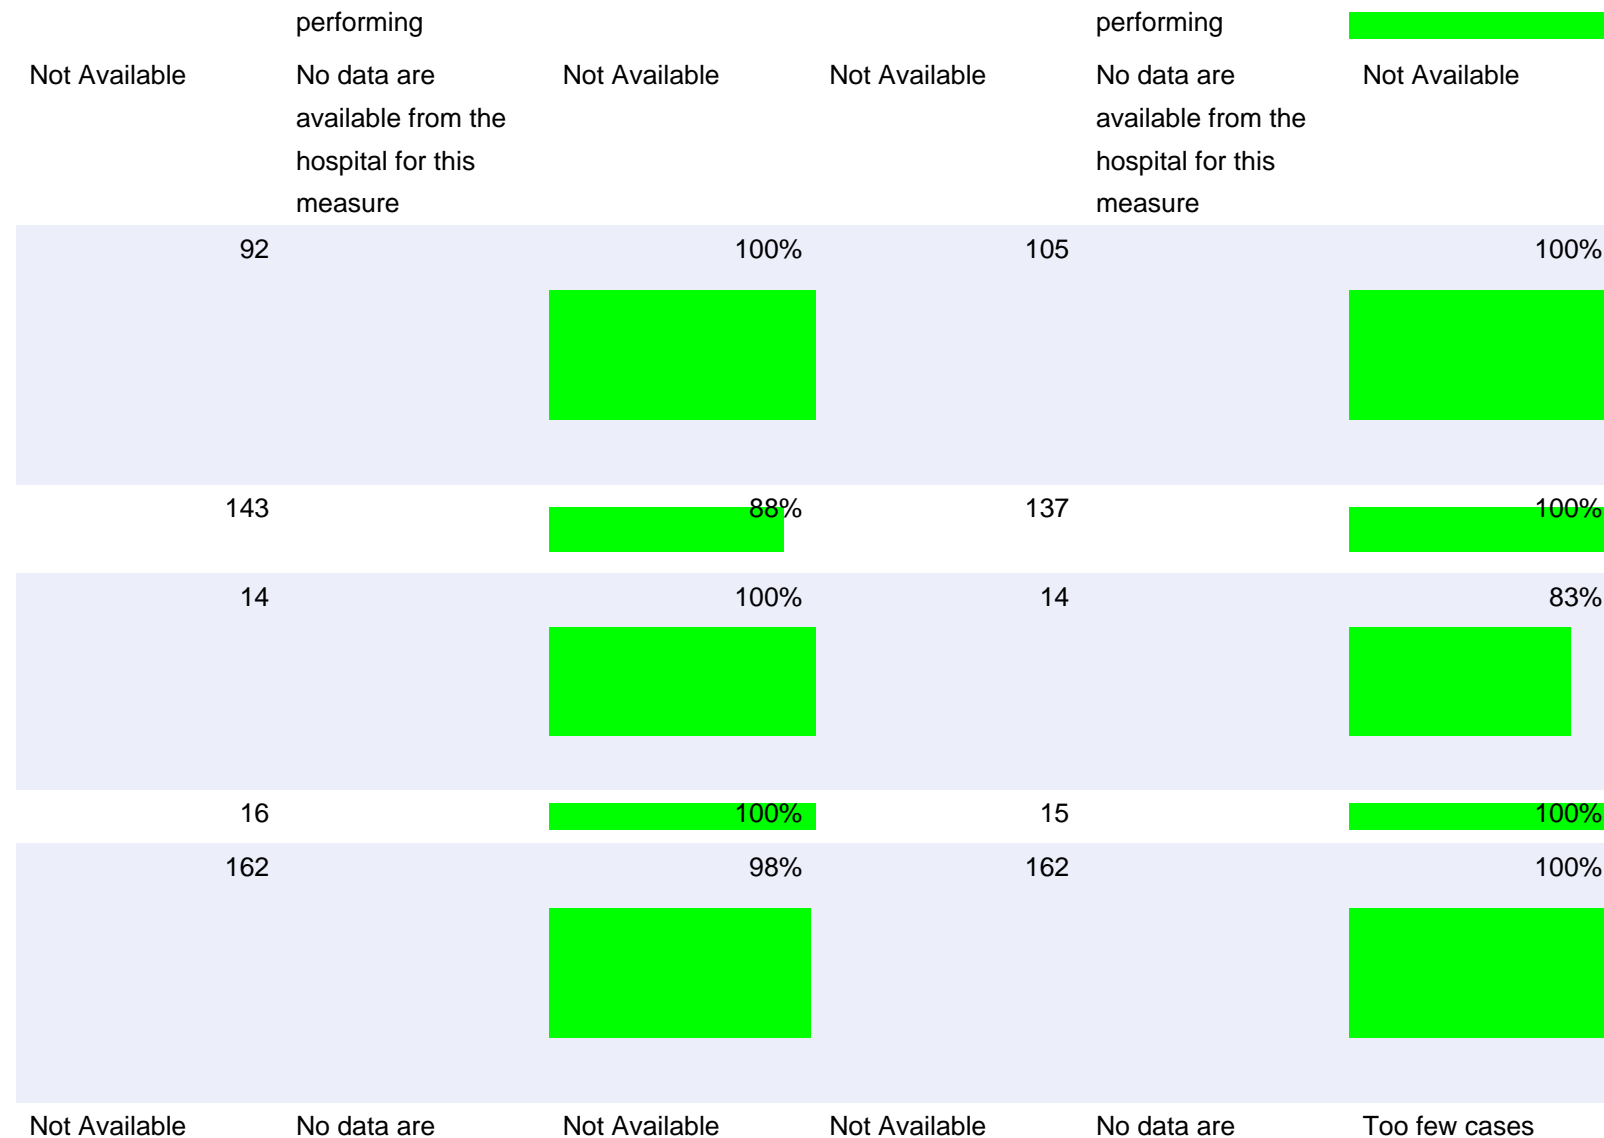 performing performing
Not Available No data are Not Available Not Available No data are Not Available
available from the available from the
hospital for this hospital for this
measure measure
92 100% 105 100%
143 88% 137 100%
14 100% 14 83%
16 100% 15 100%
162 98% 162 100%
Not Available No data are Not Available Not Available No data are Too few cases